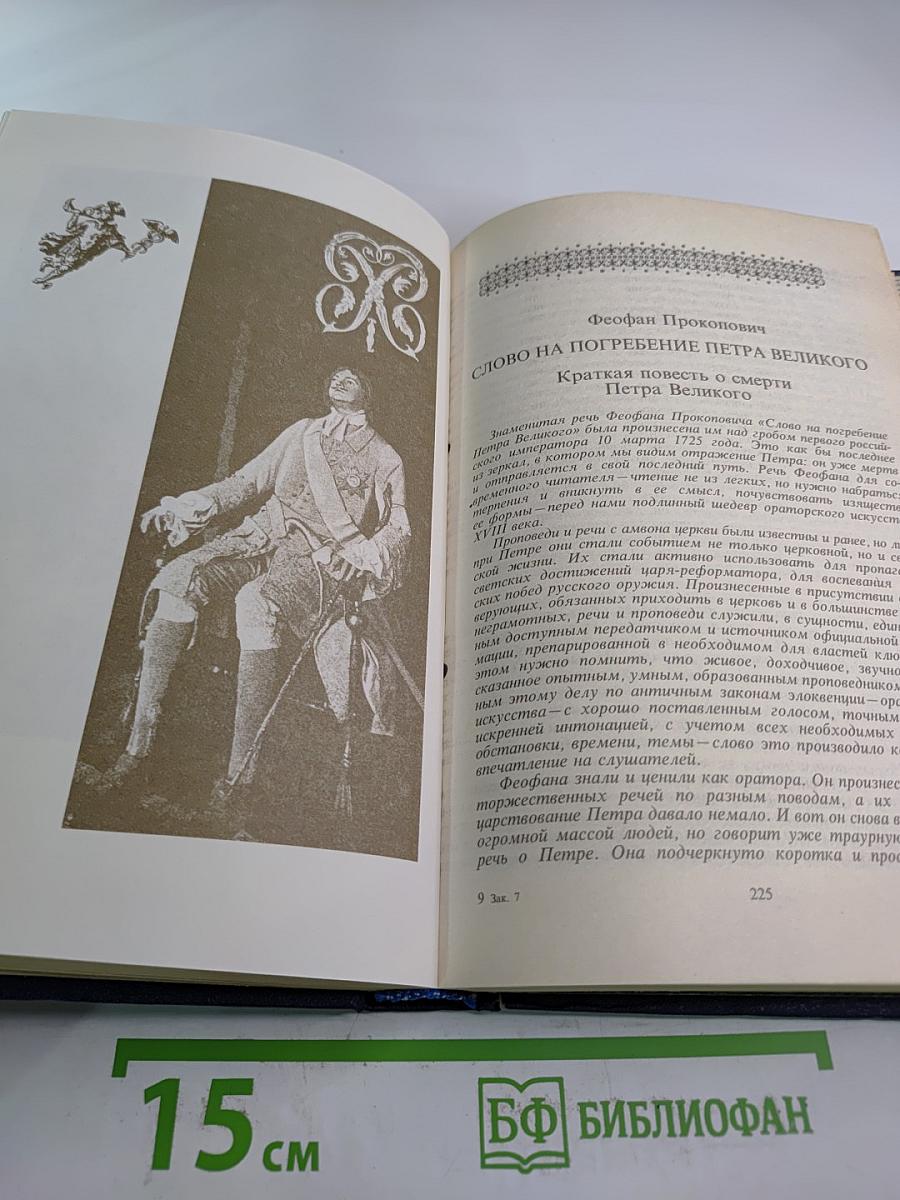 Феофан Прокопович
СЛОВО НА ПОГРЕБЕНИЕ ПЕТРА ВЕЛИКОГО
Краткая повесть о смерти
Петра Великого
Знаменитая речь Феофана Прокоповича «Слово на погребение
Петра Великого» была произнесена им над гробом первого россий-
ского императора 10 марта 1725 года. Это как бы последнее
из зеркал, в котором мы видим отражение Петра: он уже мертв
и отправляется в свой последний путь. Речь Феофана для со-
временного читателя—чтение не из легких, но нужно набраться
терпения и вникнуть в ее смысл, почувствовать изящество
ее формы—перед нами подлинный шедевр ораторского искусст
XVIII века.
Проповеди и речи с амвона церкви были известны и ранее, но
при Петре они стали событием не только церковной, но и св
ской жизни. Их стали активно использовать для пропаг
светских достижений царя-реформатора, для воспевания
ских побед русского оружия. Произнесенные в присутствии
верующих, обязанных приходить в церковь и в большинстве
неграмотных, речи и проповеди служили, в сущности, един
ным доступным передатчиком и источником официальной
мации, препарированной в необходимом для властей клю
этом нужно помнить, что живое, доходчивое, звучно
сказанное опытным, умным, образованным проповедником
ным этому делу по античным законам элоквенции—ора
искусства—с хорошо поставленным голосом, точным
искренней интонацией, с учетом всех необходимых
обстановки, времени, темы—слово это производило
впечатление на слушателей.
Феофана знали и ценили как оратора. Он произнес
торжественных речей по разным поводам, а их
царствование Петра давало немало. И вот он снова
огромной массой людей, но говорит уже траурную
речь о Петре. Она подчеркнуто коротка и прос
9 Зак. 7
225
15 см
БФ БИБЛИОФАН